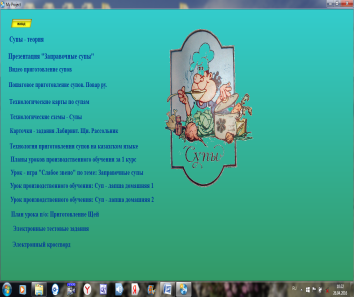 My Project
назад
Супы - теория
Презентация "Заправочные супы"
Видео приготовление супов
Пошаговое приготовление супов. Повар ру.
Технологические карты по супам
Технологические схемы - Супы
Карточки - задания Лабиринт. Щи. Рассольник
Технология приготовления супов на казахском языке
Планы уроков производственного обучения за 1 курс
Урок - игра "Слабое звено" по теме: Заправочные супы
Урок производственного обучения: Суп - лапша домашняя 1
Урок производственного обучения: Суп - лапша домашняя 2
План урока п/о: Приготовление Щей
Электронные тестовые задания
Электронный кроссворд
Супы